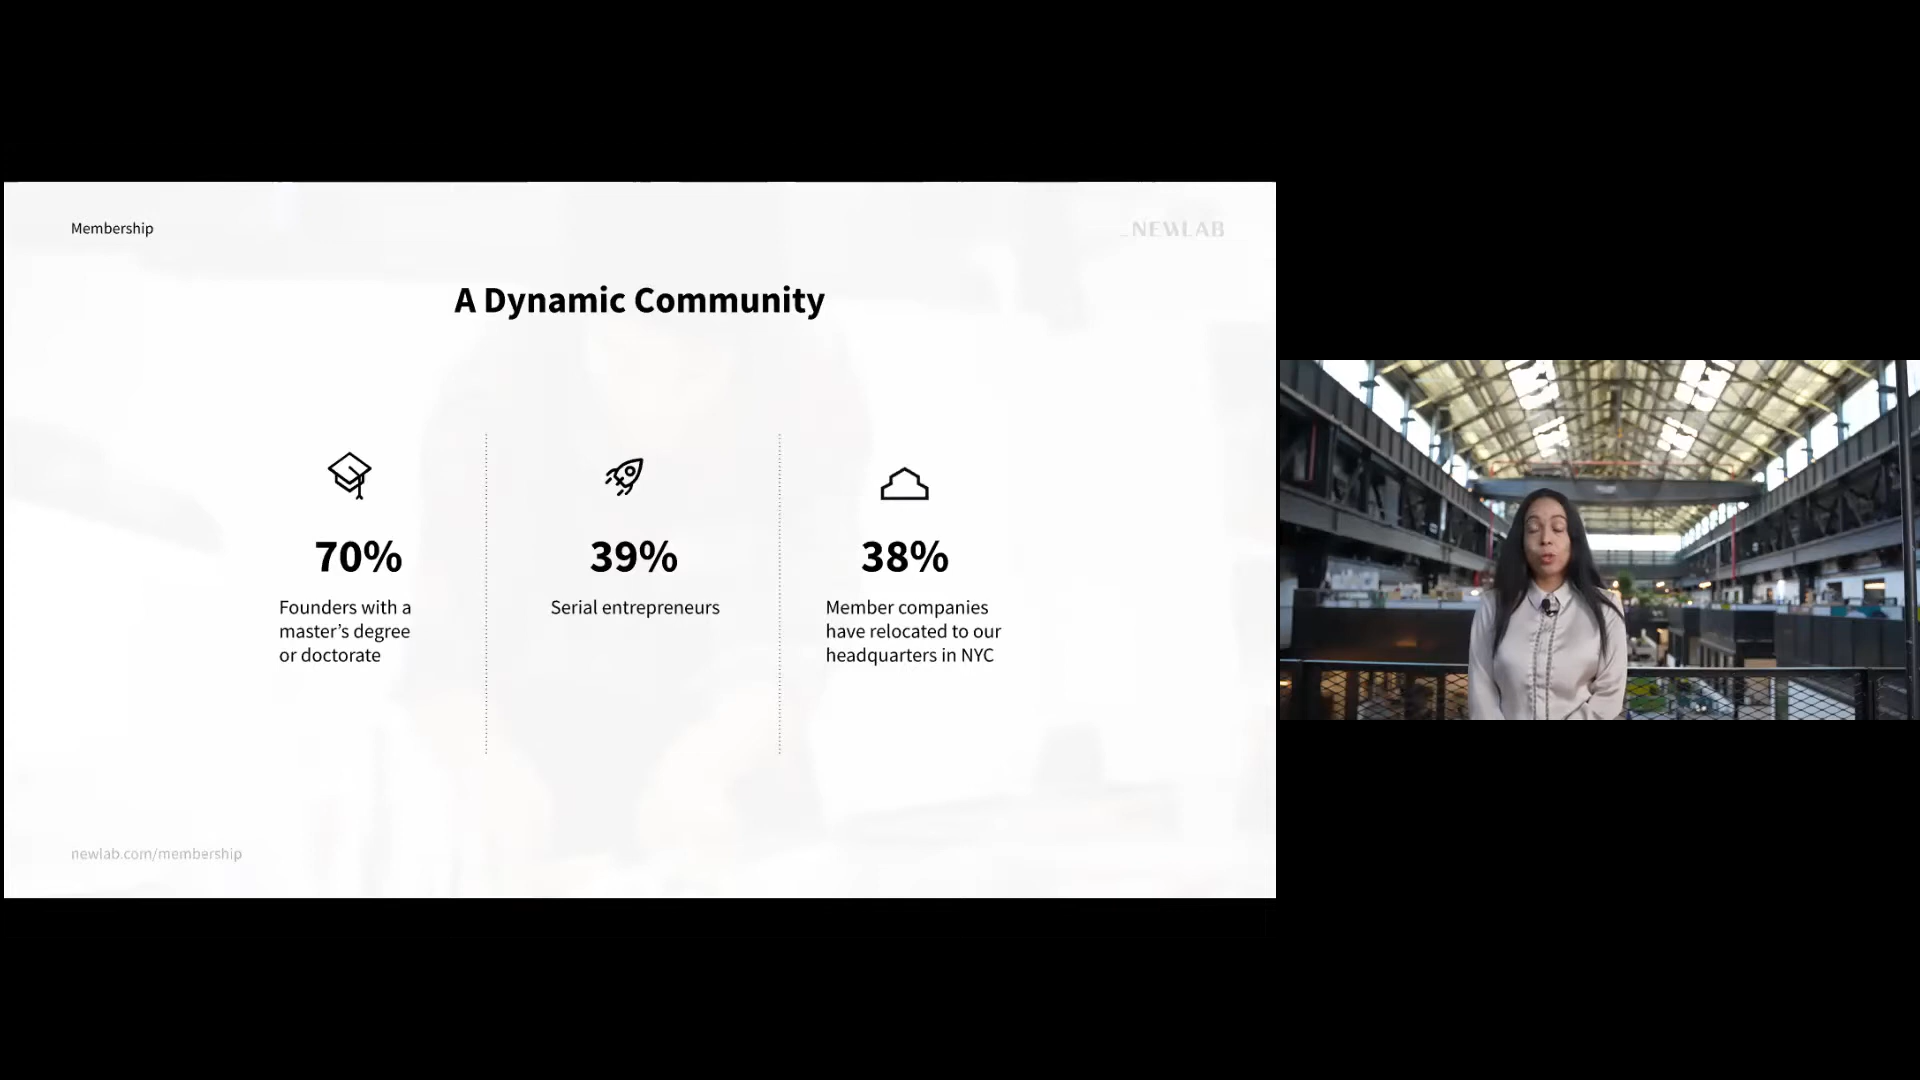 Membership
_NEWLAB
A Dynamic Community
70%
Founders with a
master’s degree
or doctorate
39%
Serial entrepreneurs
38%
Member companies
have relocated to our
headquarters in NYC
newlab.com/membership